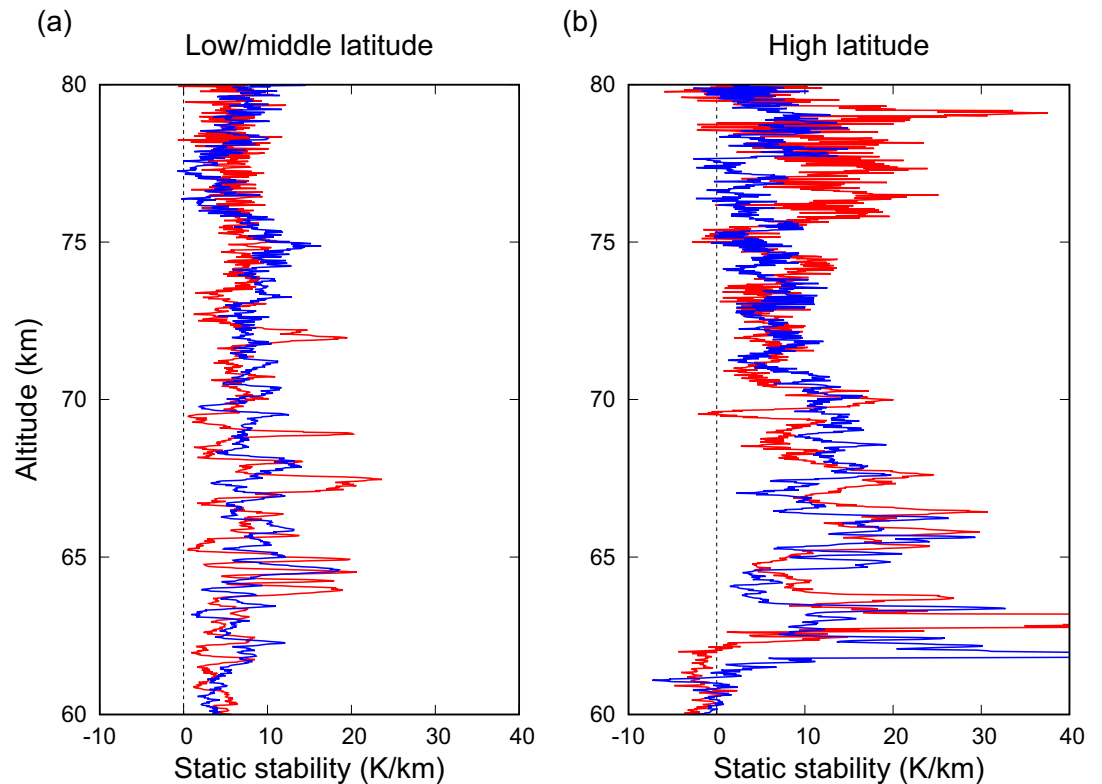 (a)
Low/middle latitude
(b)
High latitude
80
75
70
65
60
Altitude (km)
-10 0 10 20 30 40
Static stability (K/km)
80
75
70
65
60
-10 0 10 20 30 40
Static stability (K/km)